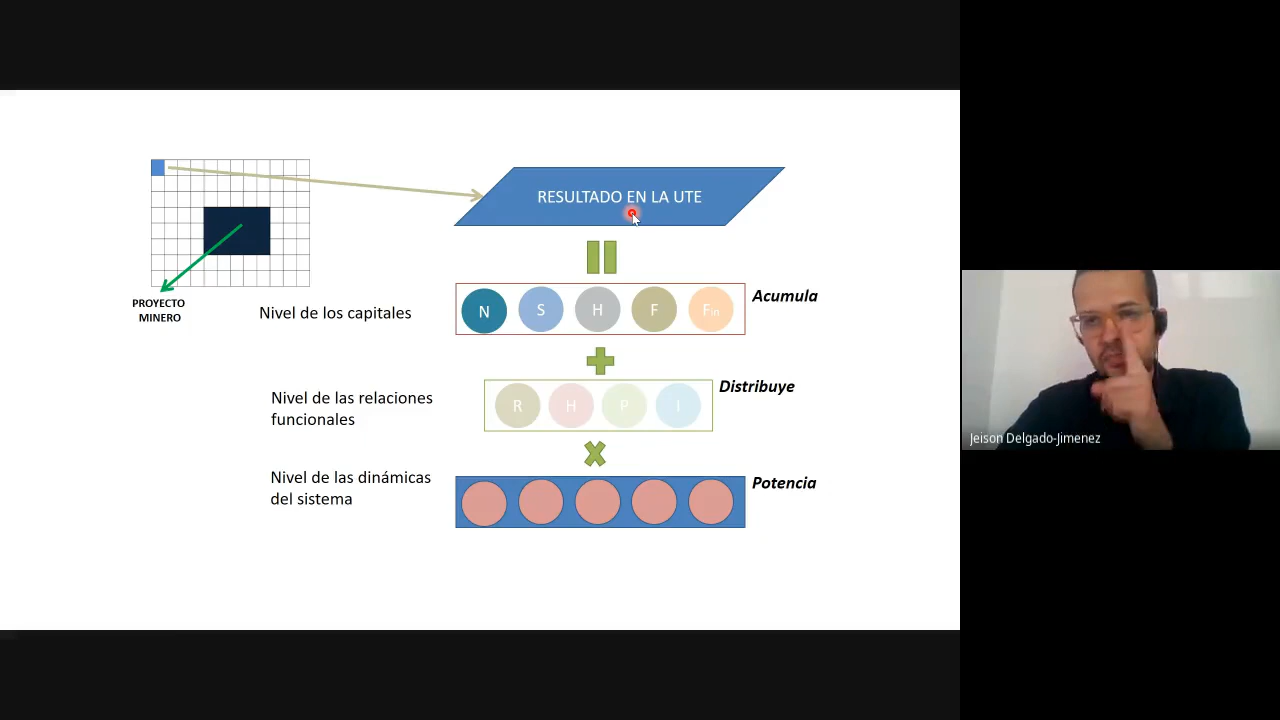 RESULTADO EN LA UTE
PROYECTO
MINERO
Nivel de los capitales
N S H F Fin
Acumula
Nivel de las relaciones
funcionales
R H P I
Distribuye
Nivel de las dinámicas
del sistema
Potencia
Jeison Delgado-Jimenez